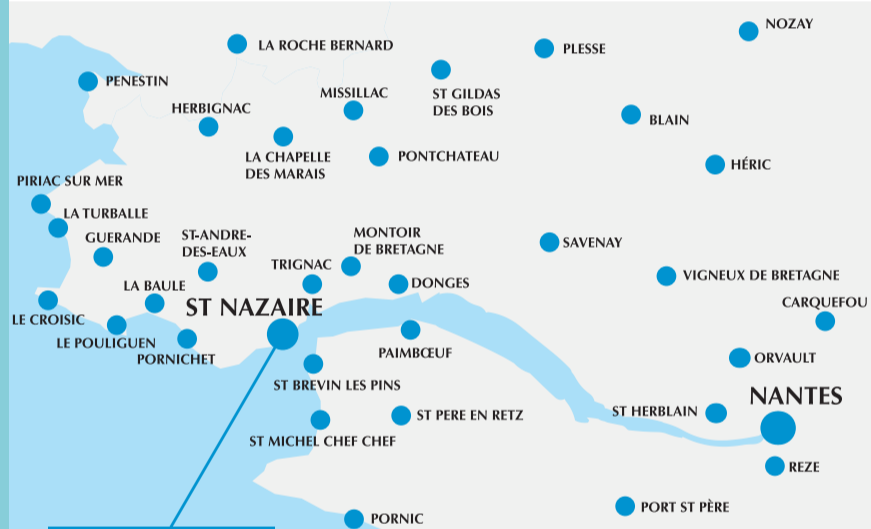 NOZAY
LA ROCHE BERNARD
PLESSE
PENESTIN
MISSILLAC
ST GILDAS
DES BOIS
HERBIGNAC
BLAIN
LA CHAPELLE
DES MARAIS
PONTCHATEAU
HÉRIC
PIRIAC SUR MER
LA TURBALLE
GUERANDE
ST-ANDRE-
DES-EAUX
MONTOIR
DE BRETAGNE
SAVENAY
TRIGNAC
DONGES
VIGNEUX DE BRETAGNE
LA BAULE
CARQUEFOU
ST NAZAIRE
LE CROISIC
LE POULIGUEN
PORNICHET
PAIMBŒUF
ORVAULT
ST BREVIN LES PINS
NANTES
ST HERBLAIN
ST PERE EN RETZ
ST MICHEL CHEF CHEF
REZE
PORT ST PÈRE
PORNIC